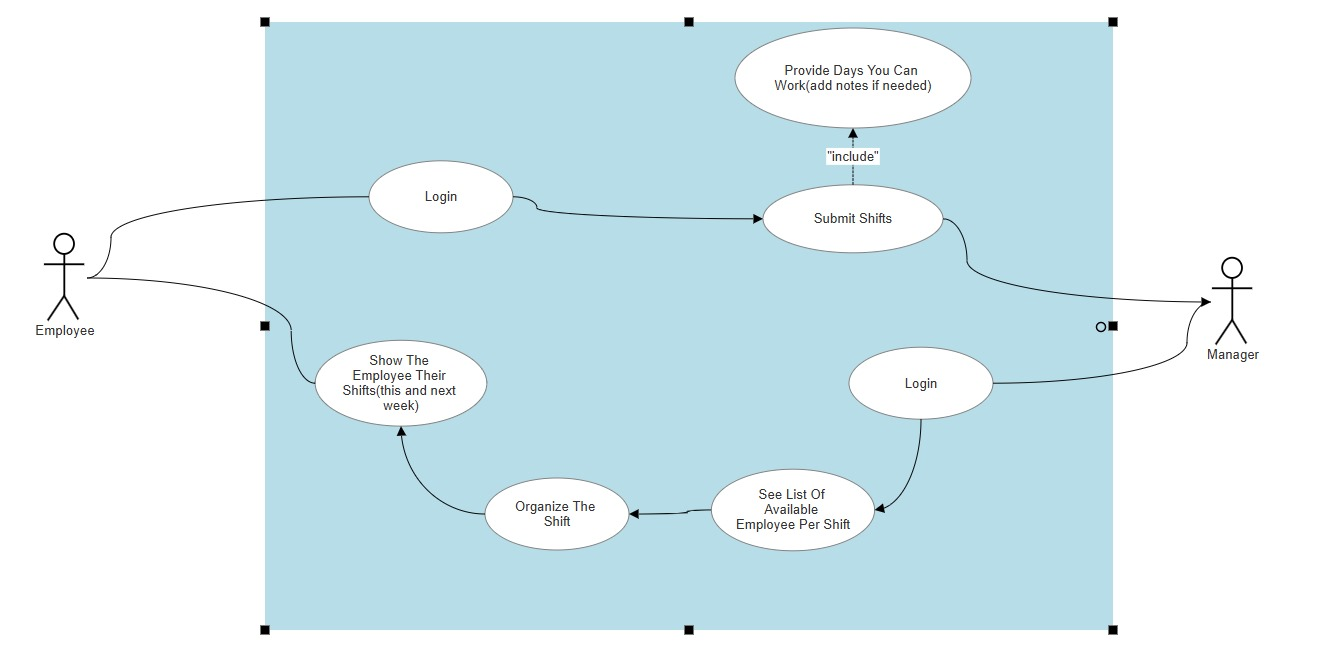 Provide Days You Can
Work(add notes if needed)
"include"
Login
Submit Shifts
Employee
Manager
Show The
Employee Their
Shifts(this and next
week)
Login
See List Of
Available
Employee Per Shift
Organize The
Shift